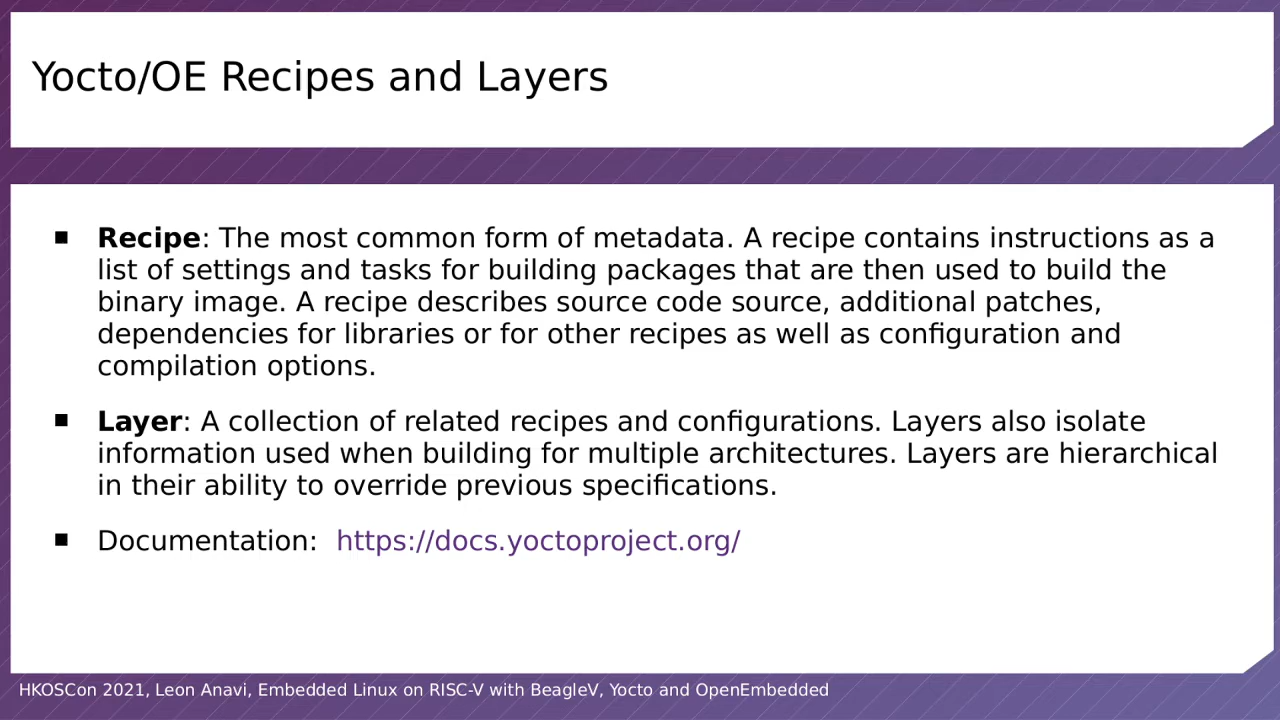 Yocto/OE Recipes and Layers
Recipe: The most common form of metadata. A recipe contains instructions as a
list of settings and tasks for building packages that are then used to build the
binary image. A recipe describes source code source, additional patches,
dependencies for libraries or for other recipes as well as configuration and
compilation options.
Layer: A collection of related recipes and configurations. Layers also isolate
information used when building for multiple architectures. Layers are hierarchical
in their ability to override previous specifications.
Documentation: https://docs.yoctoproject.org/
HKOSCon 2021, Leon Anavi, Embedded Linux on RISC-V with BeagleV, Yocto and OpenEmbedded